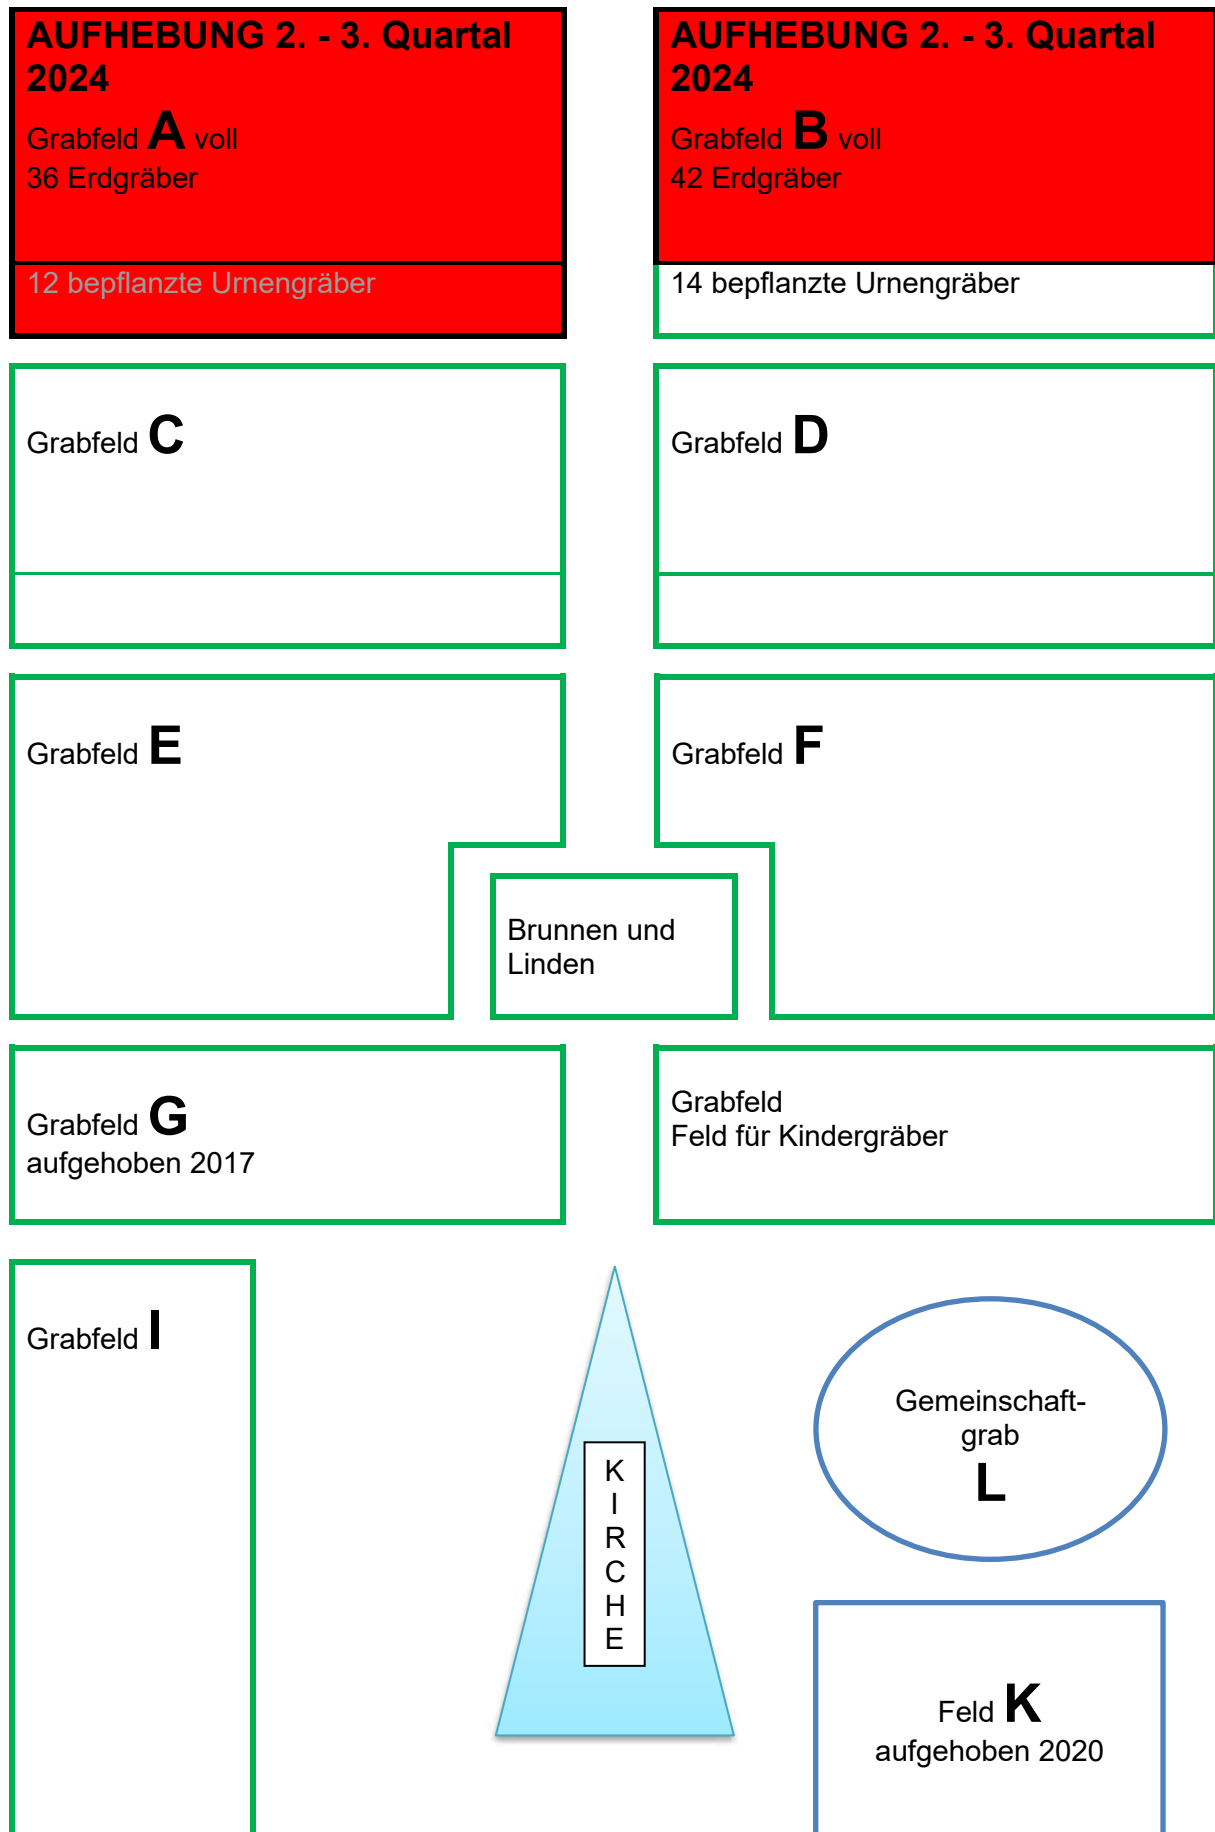 AUFHEBUNG 2. - 3. Quartal
2024
Grabfeld A voll
36 Erdgräber
12 bepflanzte Urnengräber
AUFHEBUNG 2. - 3. Quartal
2024
Grabfeld B voll
42 Erdgräber
14 bepflanzte Urnengräber
Grabfeld C
Grabfeld D
Grabfeld E
Grabfeld F
Brunnen und
Linden
Grabfeld G
aufgehoben 2017
Grabfeld
Feld für Kindergräber
Grabfeld I
K
I
R
C
H
E
Gemeinschaft-
grab
L
Feld K
aufgehoben 2020